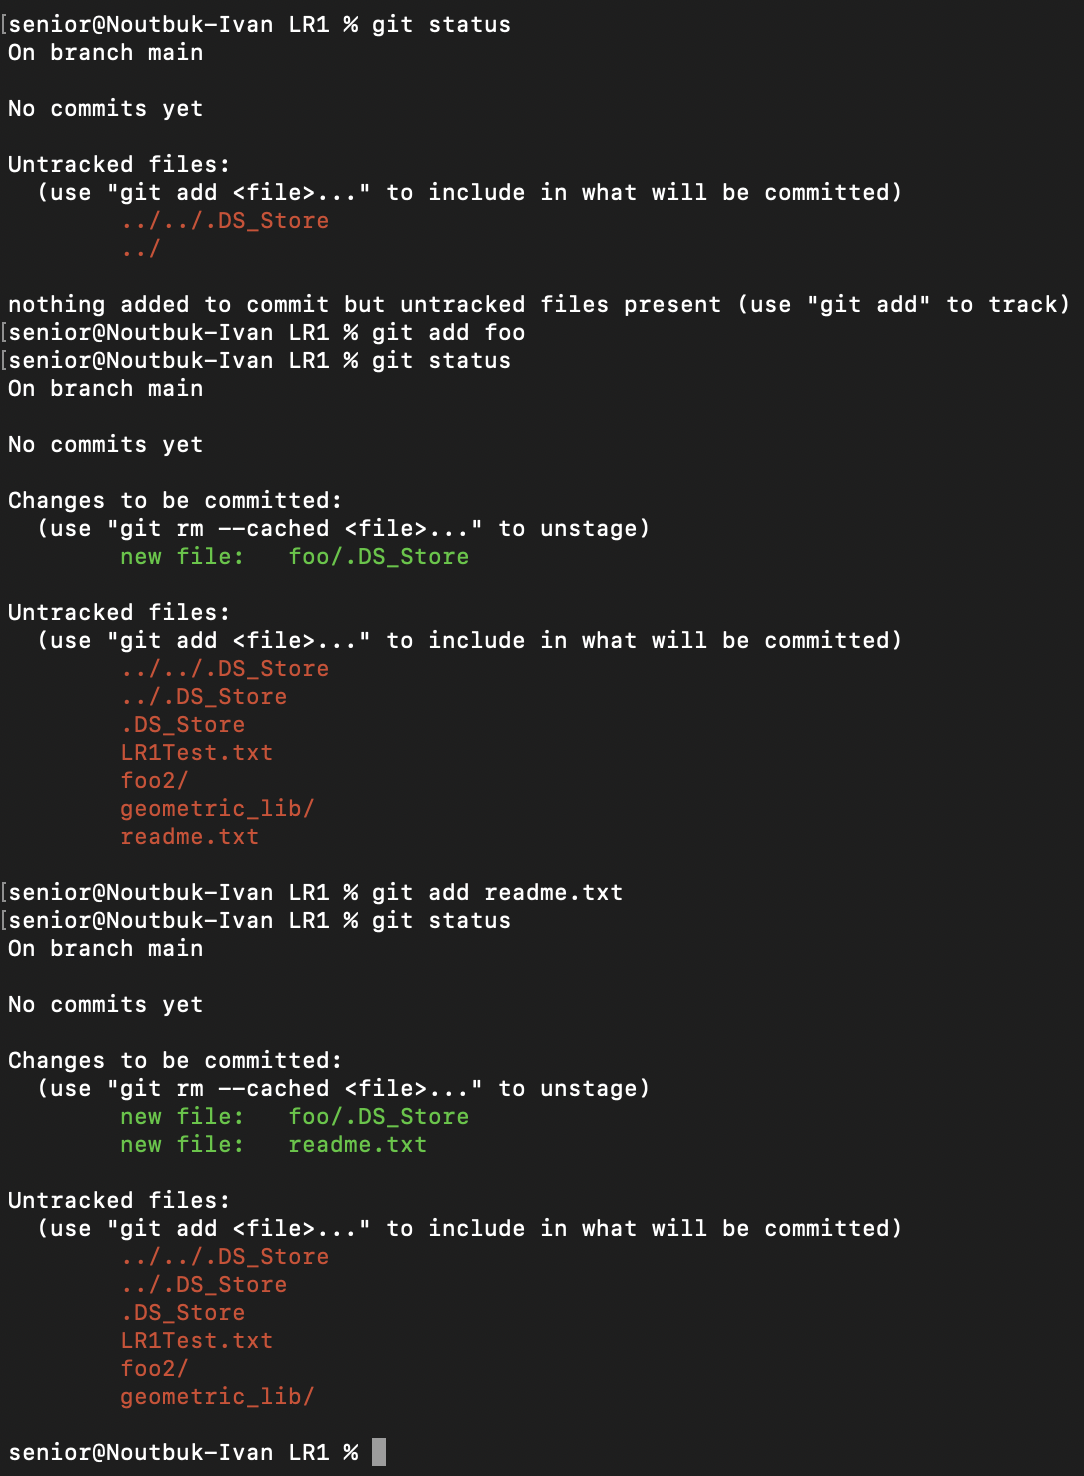 [senior@Noutbuk-Ivan LR1 % git status
On branch main
No commits yet
Untracked files:
(use "git add <file>..." to include in what will be committed)
../../.DS_Store
../
nothing added to commit but untracked files present (use "git add" to track)
[senior@Noutbuk-Ivan LR1 % git add foo
[senior@Noutbuk-Ivan LR1 % git status
On branch main
No commits yet
Changes to be committed:
(use "git rm --cached <file>..." to unstage)
new file:   foo/.DS_Store
Untracked files:
(use "git add <file>..." to include in what will be committed)
../../.DS_Store
../.DS_Store
.DS_Store
LR1Test.txt
foo2/
geometric_lib/
readme.txt
[senior@Noutbuk-Ivan LR1 % git add readme.txt
[senior@Noutbuk-Ivan LR1 % git status
On branch main
No commits yet
Changes to be committed:
(use "git rm --cached <file>..." to unstage)
new file:   foo/.DS_Store
new file:   readme.txt
Untracked files:
(use "git add <file>..." to include in what will be committed)
../../.DS_Store
../.DS_Store
.DS_Store
LR1Test.txt
foo2/
geometric_lib/
senior@Noutbuk-Ivan LR1 %